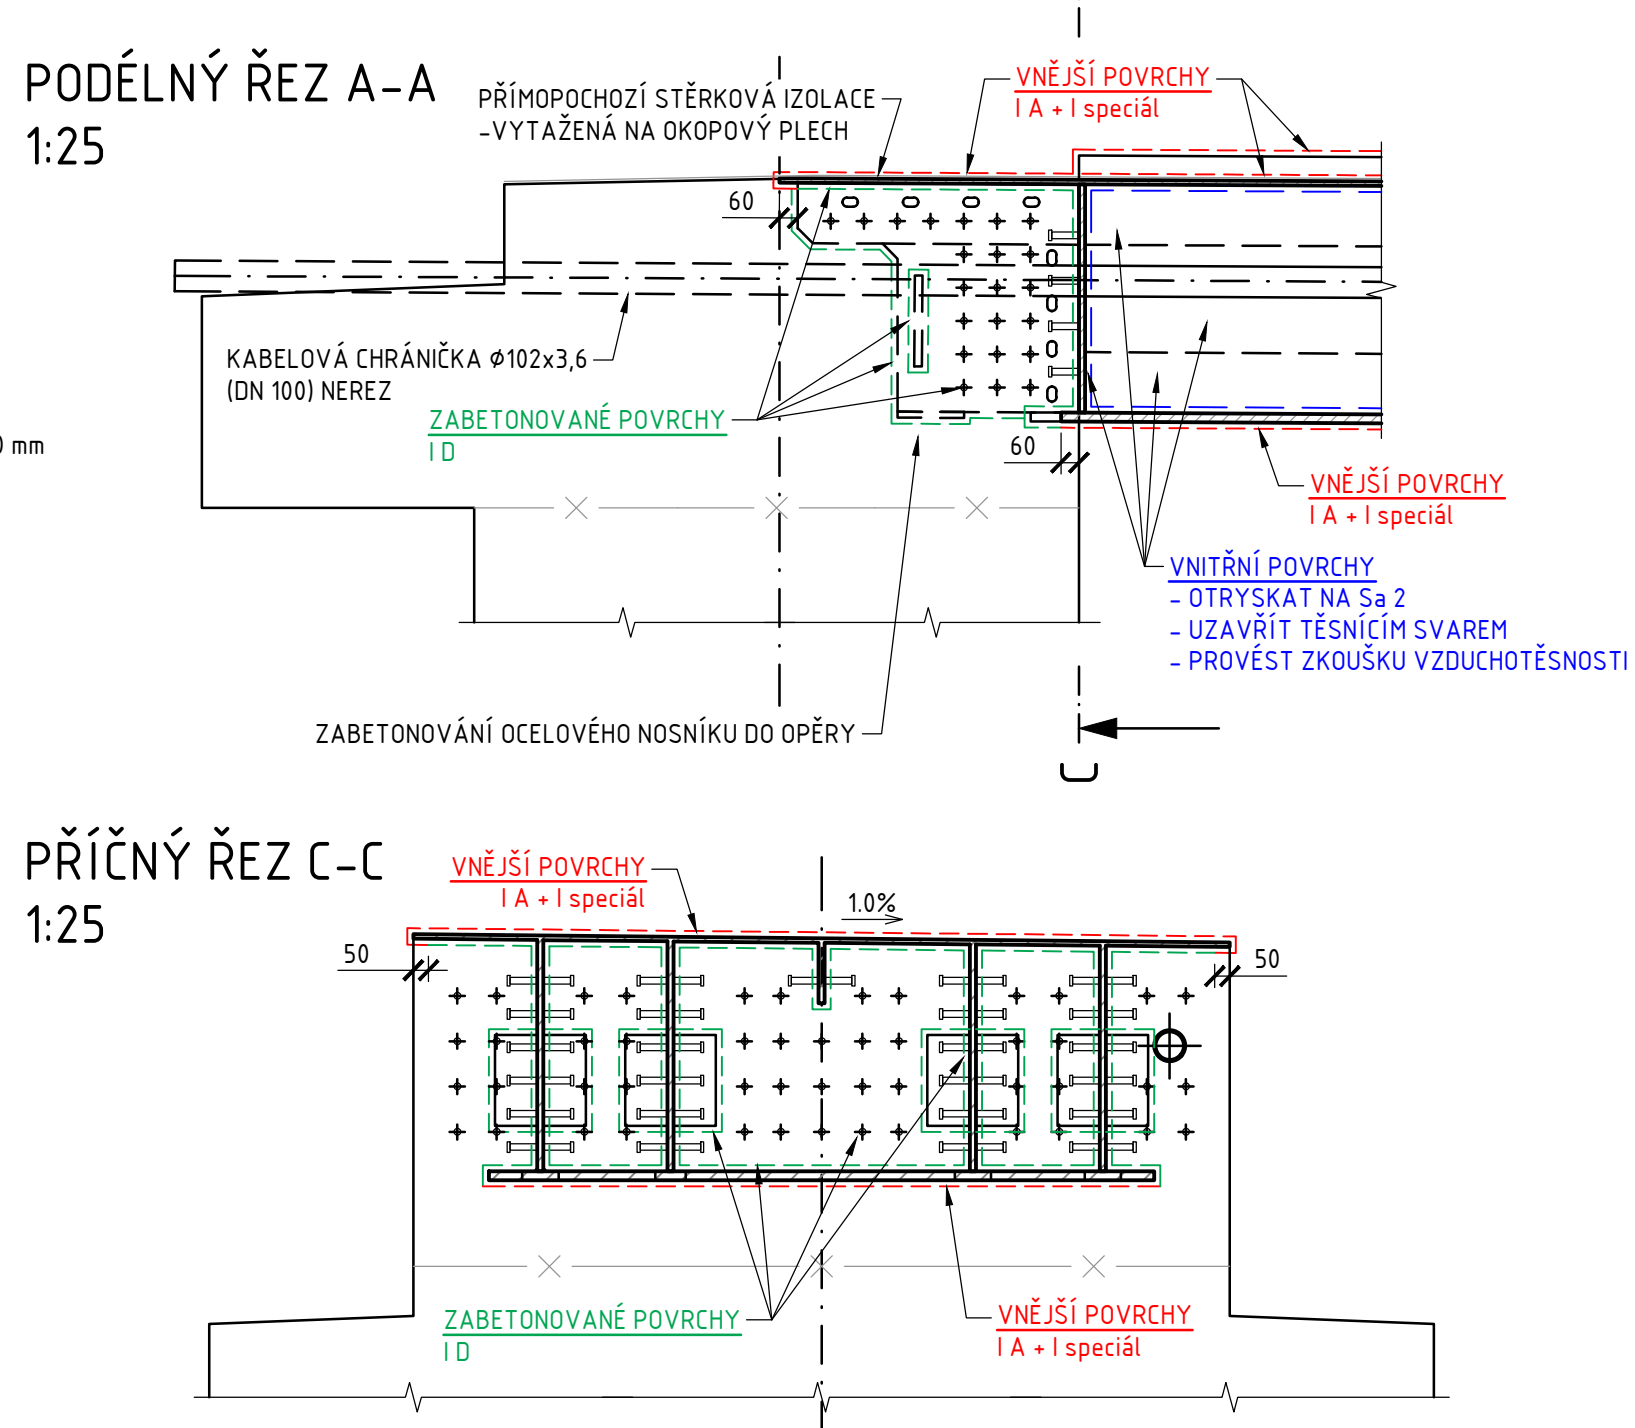 PODÉLNÝ ŘEZ A-A
1:25
PŘÍMOPOCHOZÍ STĚRKOVÁ IZOLACE
-VYTAŽENÁ NA OKOPOVÝ PLECH
VNĚJŠÍ POVRCHY
I A + I speciál
60
KABELOVÁ CHRÁNIČKA Ø102x3,6
(DN 100) NEREZ
ZABETONOVANÉ POVRCHY
I D
mm
60
VNĚJŠÍ POVRCHY
I A + I speciál
VNITŘNÍ POVRCHY
- OTRYSKAT NA Sa 2
- UZAVŘÍT TĚSNÍCÍM SVAREM
- PROVÉST ZKOUŠKU VZDUCHOTĚSNOSTI
ZABETONOVÁNÍ OCELOVÉHO NOSNÍKU DO OPĚRY
PŘÍČNÝ ŘEZ C-C
1:25
VNĚJŠÍ POVRCHY
I A + I speciál
1.0%
50
50
ZABETONOVANÉ POVRCHY
I D
VNĚJŠÍ POVRCHY
I A + I speciál